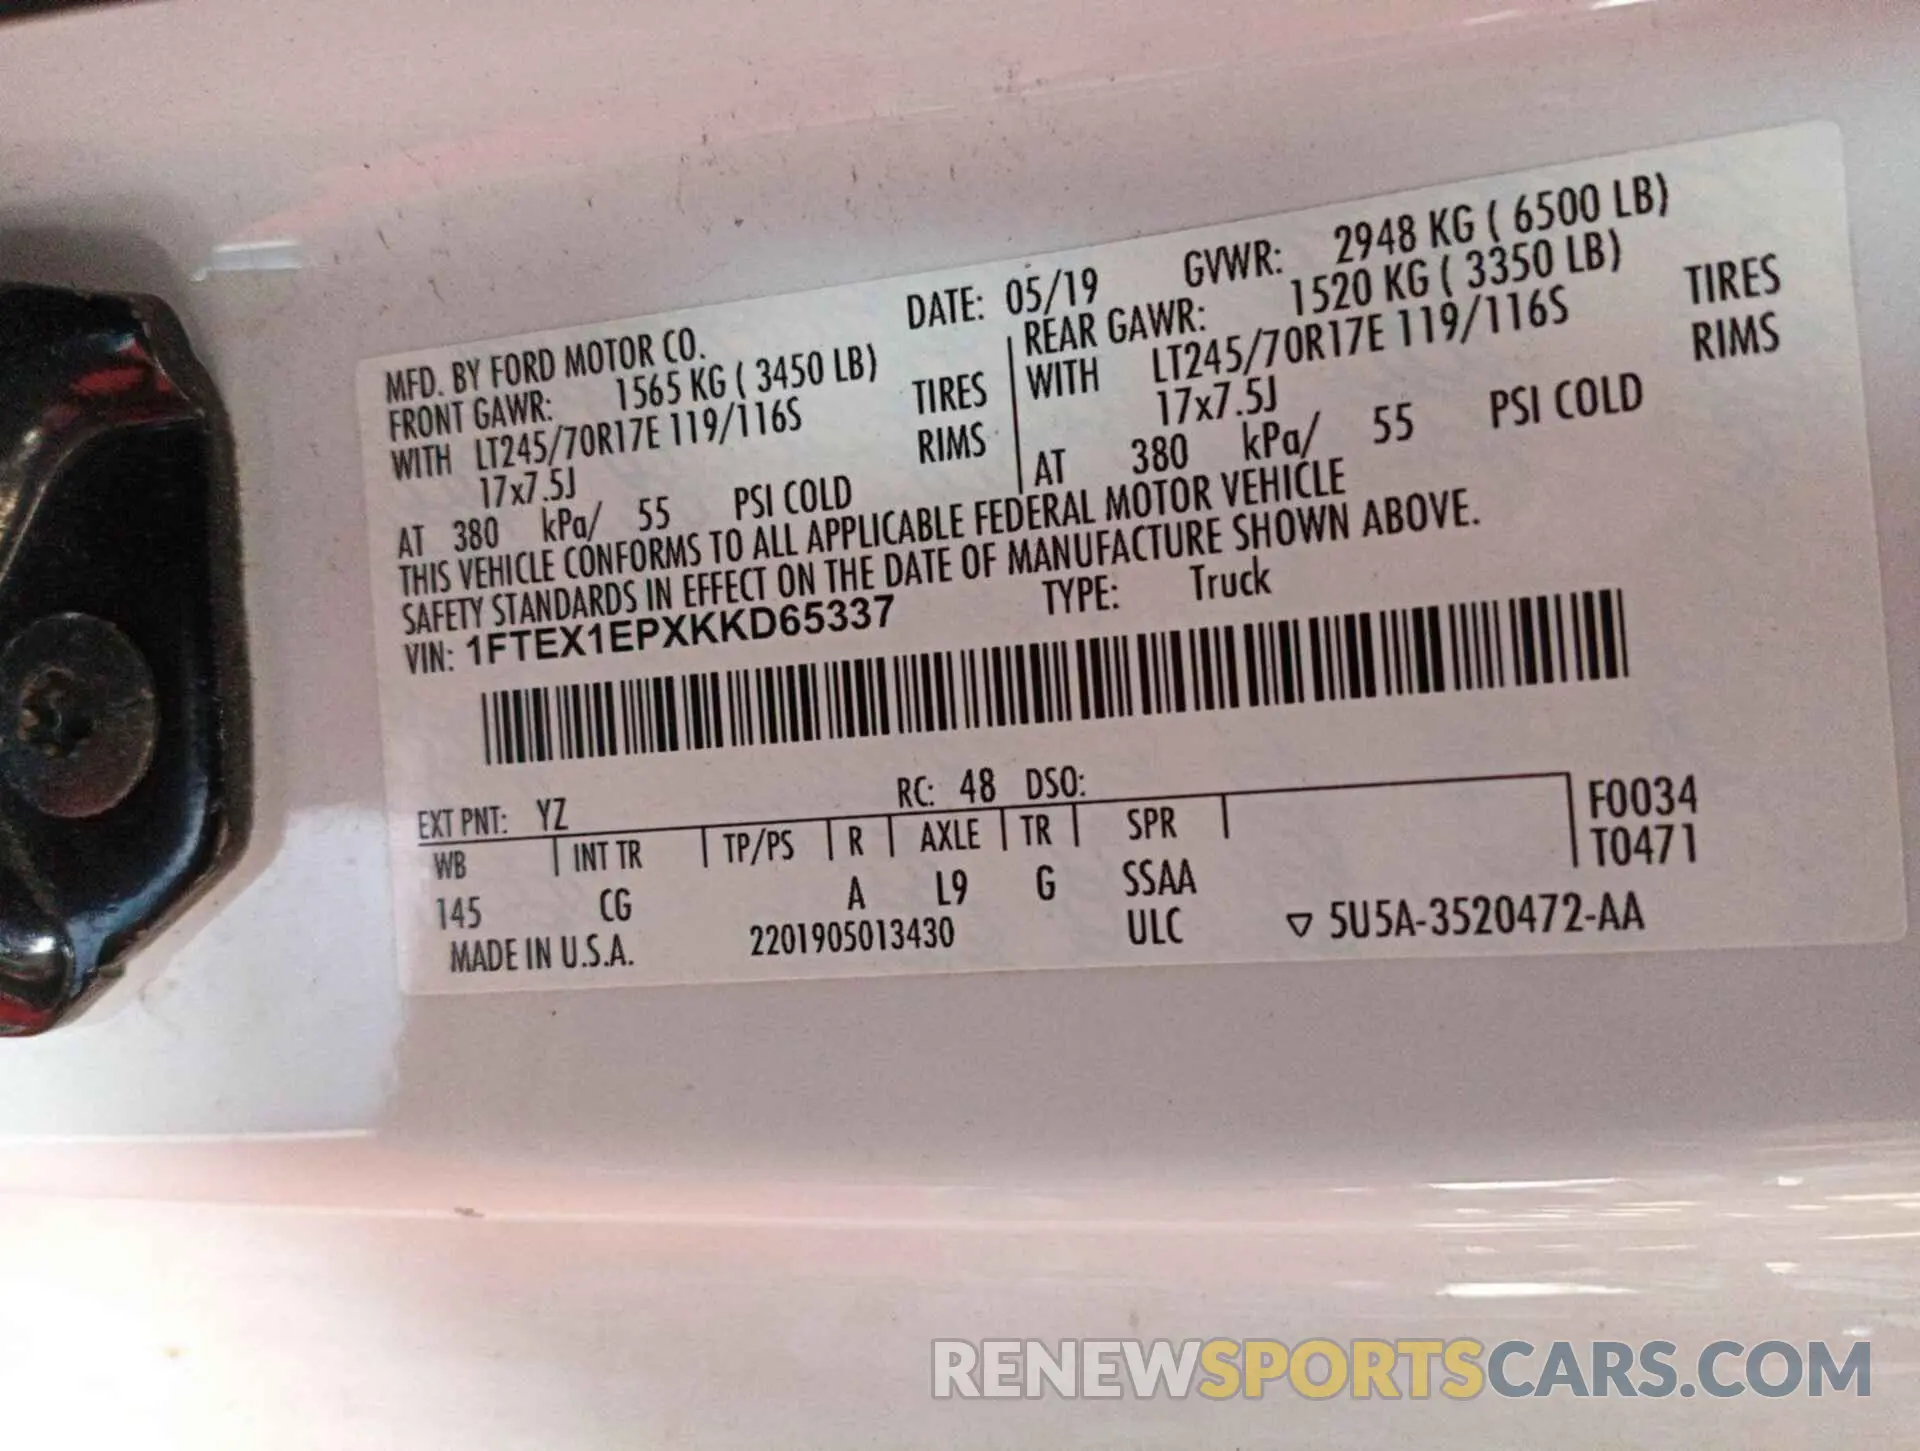 MFD. BY FORD MOTOR CO. DATE: 05/19 GVWR: 2948 KG ( 6500 LB)
FRONT GAWR: 1565 KG ( 3450 LB) REAR GAWR: 1520 KG ( 3350 LB)
WITH LT245/70R17E 119/116S TIRES WITH LT245/70R17E 119/116S TIRES
17x7.5J RIMS 17x7.5J RIMS
AT 380 kPa/ 55 PSI COLD AT 380 kPa/ 55 PSI COLD
THIS VEHICLE CONFORMS TO ALL APPLICABLE FEDERAL MOTOR VEHICLE
SAFETY STANDARDS IN EFFECT ON THE DATE OF MANUFACTURE SHOWN ABOVE.
VIN: 1FTEX1EPXKKD65337 TYPE: Truck
EXT PNT: YZ RC: 48 DSO: F0034
WB INT TR TP/PS R AXLE TR SPR T0471
145 CG A L9 G SSAA
MADE IN U.S.A. 2201905013430 ULC ▽ 5U5A-3520472-AA
RENEWSPORTSCARS.COM